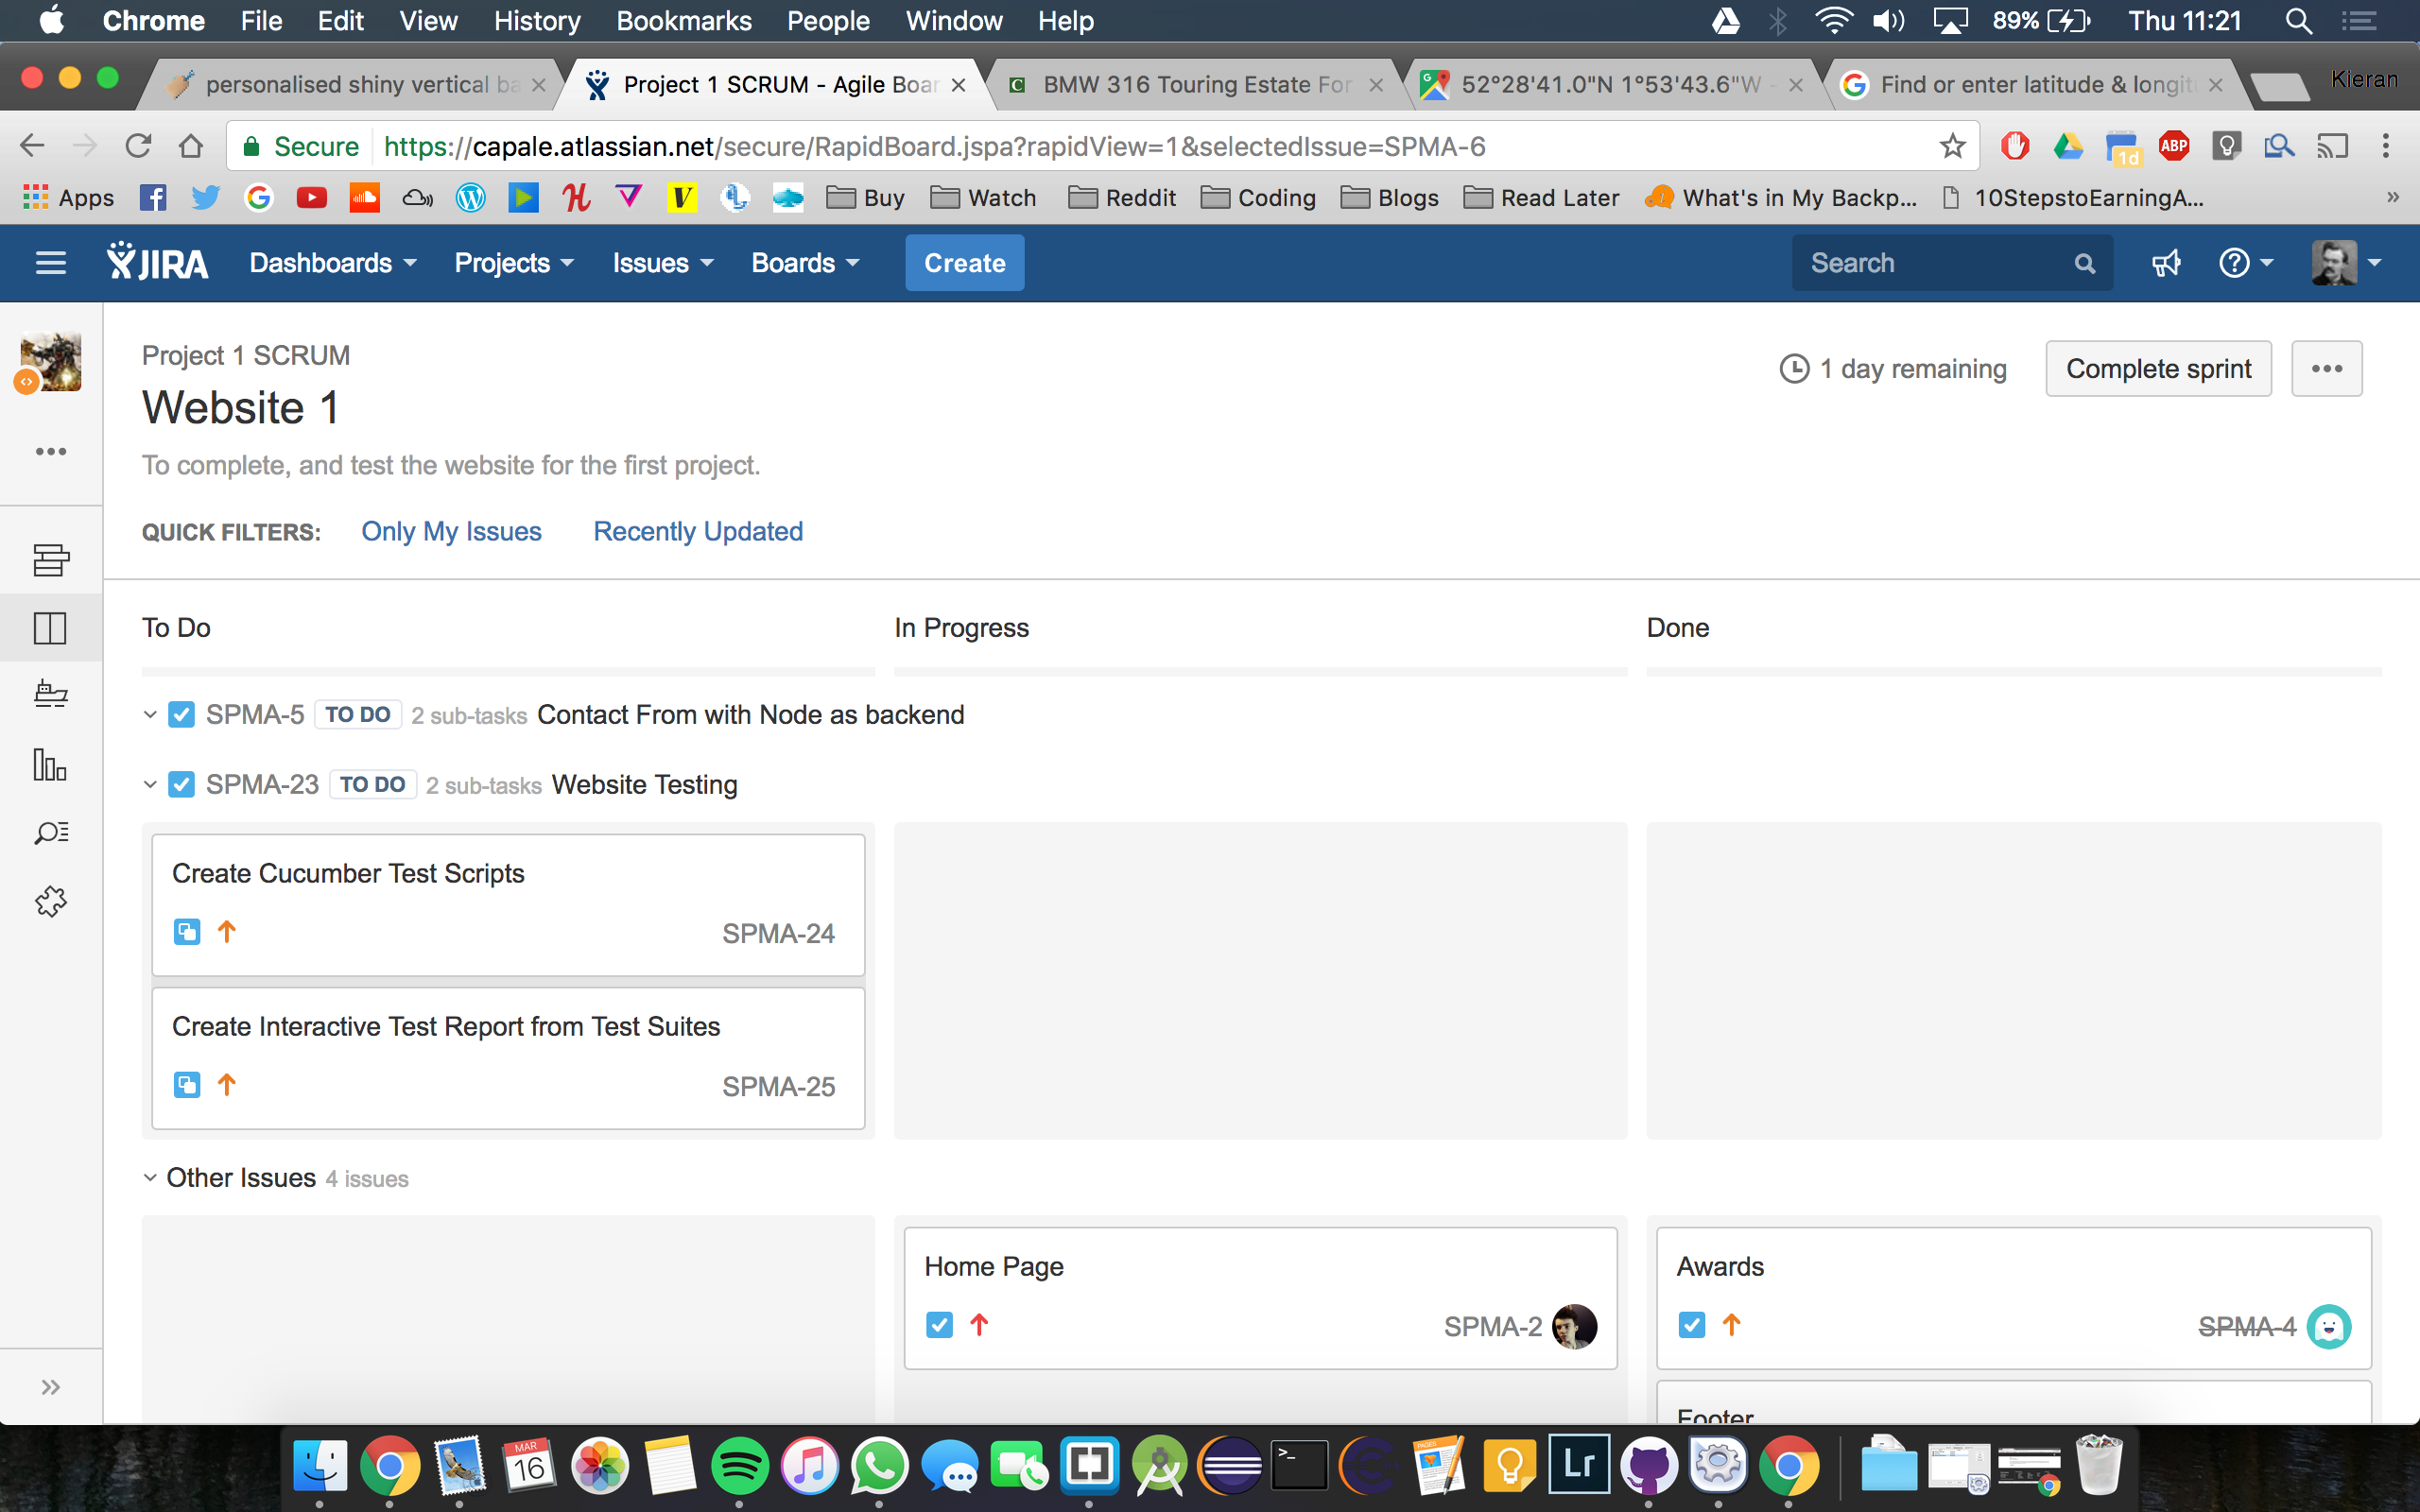 Chrome File Edit View History Bookmarks People Window Help 89% Thu 11:21
personalised shiny vertical ba Project 1 SCRUM - Agile Boar BMW 316 Touring Estate For 52°28'41.0"N 1°53'43.6"W - Find or enter latitude & longit Kieran
Secure https://capale.atlassian.net/secure/RapidBoard.jspa?rapidView=1&selectedIssue=SPMA-6 1d ABP
Apps Buy Watch Reddit Coding Blogs Read Later What's in My Backp... 10StepstoEarningA... »
JIRA Dashboards Projects Issues Boards Create Search
Project 1 SCRUM
1 day remaining Complete sprint
Website 1
To complete, and test the website for the first project.
QUICK FILTERS: Only My Issues Recently Updated
To Do In Progress Done
SPMA-5 TO DO 2 sub-tasks Contact From with Node as backend
SPMA-23 TO DO 2 sub-tasks Website Testing
Create Cucumber Test Scripts
SPMA-24
Create Interactive Test Report from Test Suites
SPMA-25
Other Issues 4 issues
Home Page Awards
SPMA-2 SPMA-4
Footer
MAR
16
PAGES
Lr